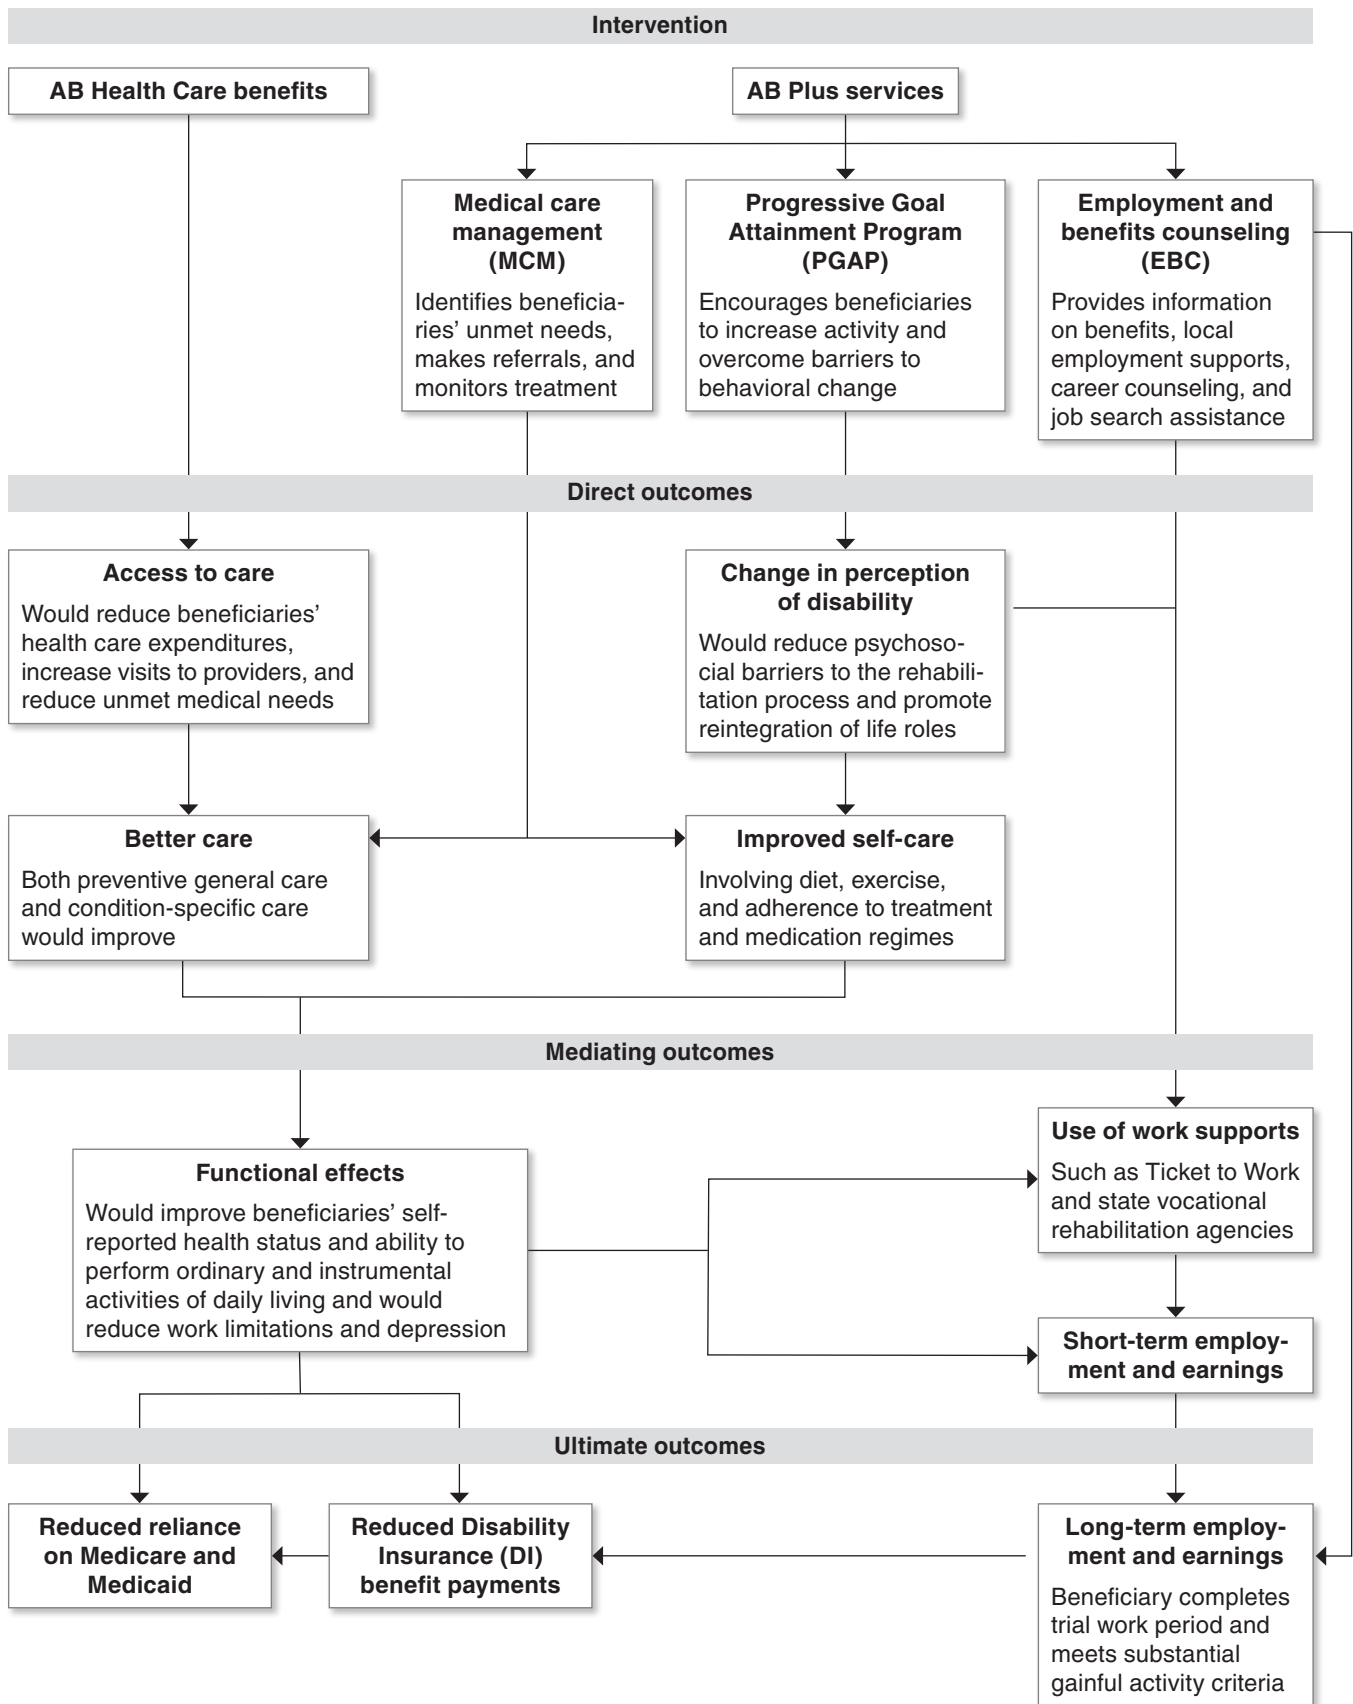 Intervention
AB Health Care benefits
AB Plus services
Medical care
management
(MCM)
Identifies beneficia-
ries’ unmet needs,
makes referrals, and
monitors treatment
Progressive Goal
Attainment Program
(PGAP)
Encourages beneficiaries
to increase activity and
overcome barriers to
behavioral change
Employment and
benefits counseling
(EBC)
Provides information
on benefits, local
employment supports,
career counseling, and
job search assistance
Direct outcomes
Access to care
Would reduce beneficiaries’
health care expenditures,
increase visits to providers, and
reduce unmet medical needs
Change in perception
of disability
Would reduce psychoso-
cial barriers to the rehabili-
tation process and promote
reintegration of life roles
Better care
Both preventive general care
and condition-specific care
would improve
Improved self-care
Involving diet, exercise,
and adherence to treatment
and medication regimes
Mediating outcomes
Functional effects
Would improve beneficiaries’ self-
reported health status and ability to
perform ordinary and instrumental
activities of daily living and would
reduce work limitations and depression
Use of work supports
Such as Ticket to Work
and state vocational
rehabilitation agencies
Short-term employ-
ment and earnings
Ultimate outcomes
Reduced reliance
on Medicare and
Medicaid
Reduced Disability
Insurance (DI)
benefit payments
Long-term employ-
ment and earnings
Beneficiary completes
trial work period and
meets substantial
gainful activity criteria